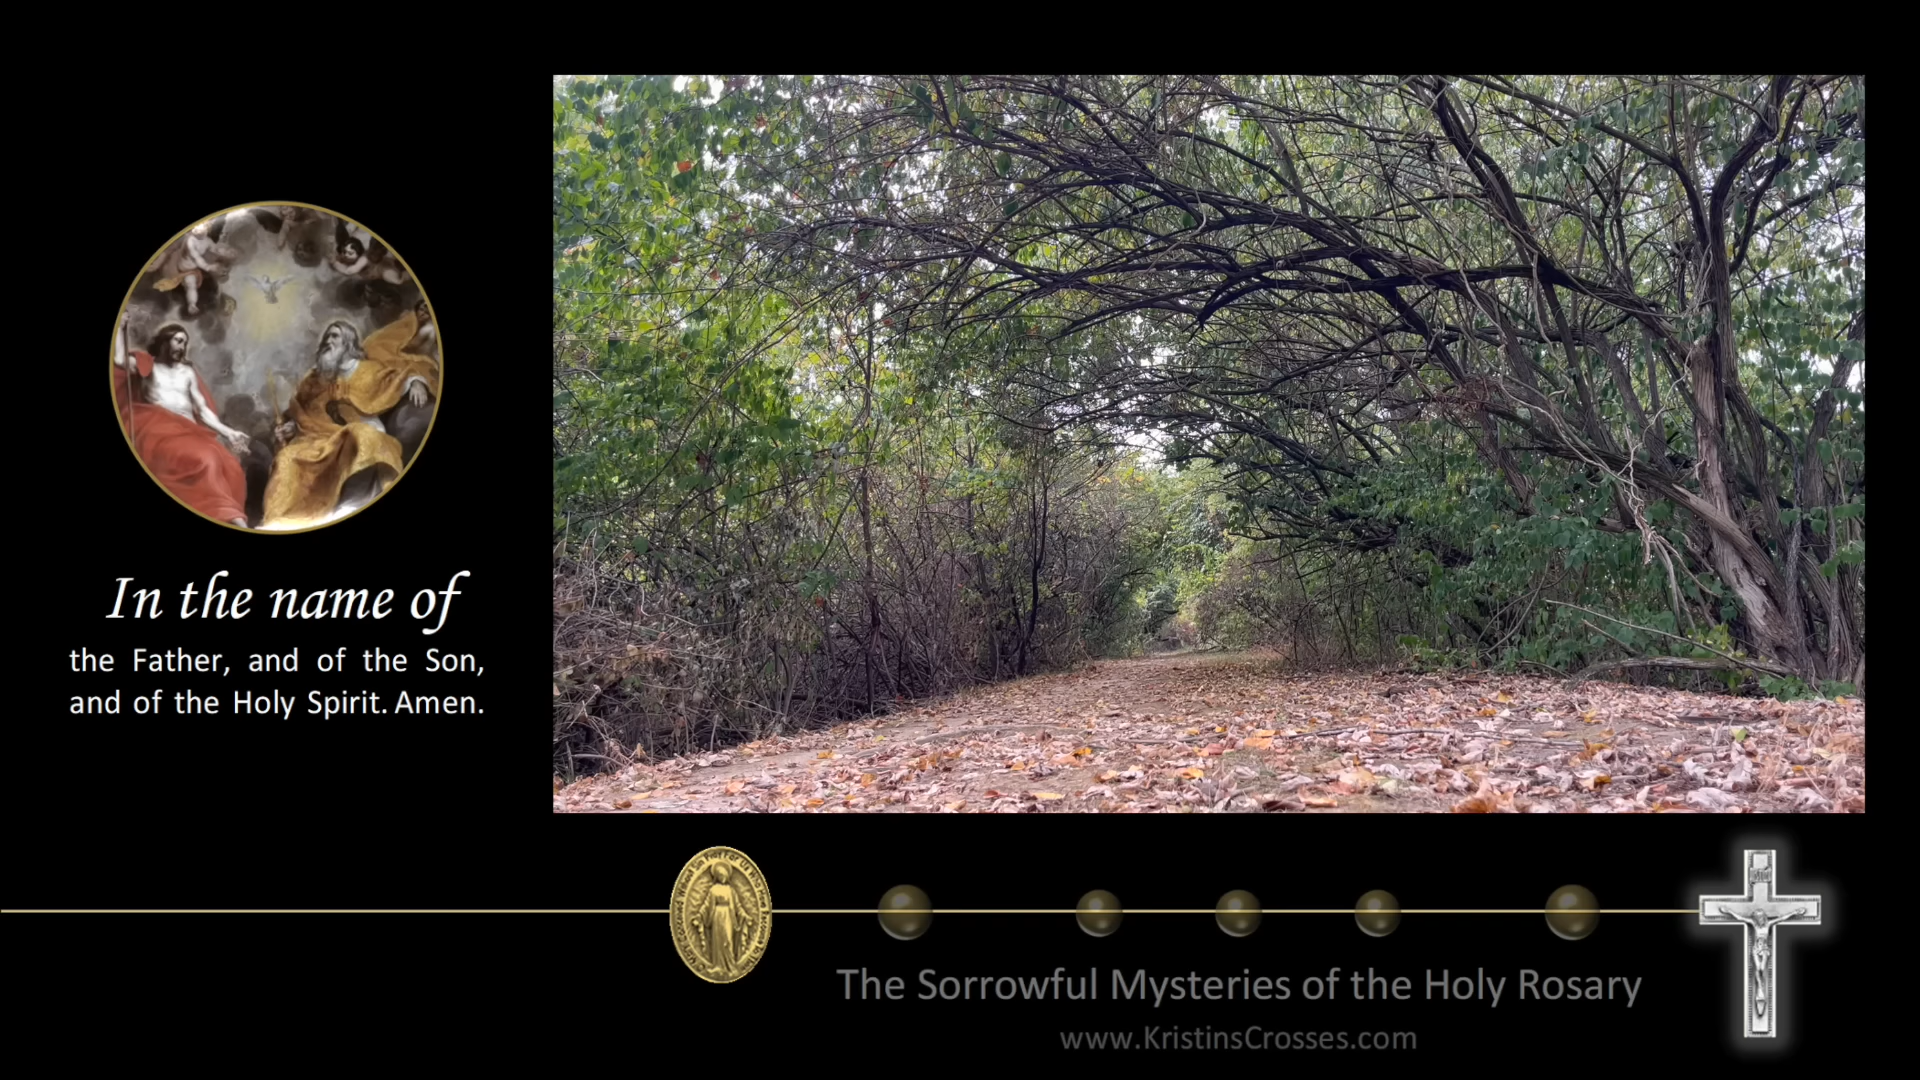 In the name of
the Father, and of the Son,
and of the Holy Spirit. Amen.
The Sorrowful Mysteries of the Holy Rosary
www.KristinsCrosses.com